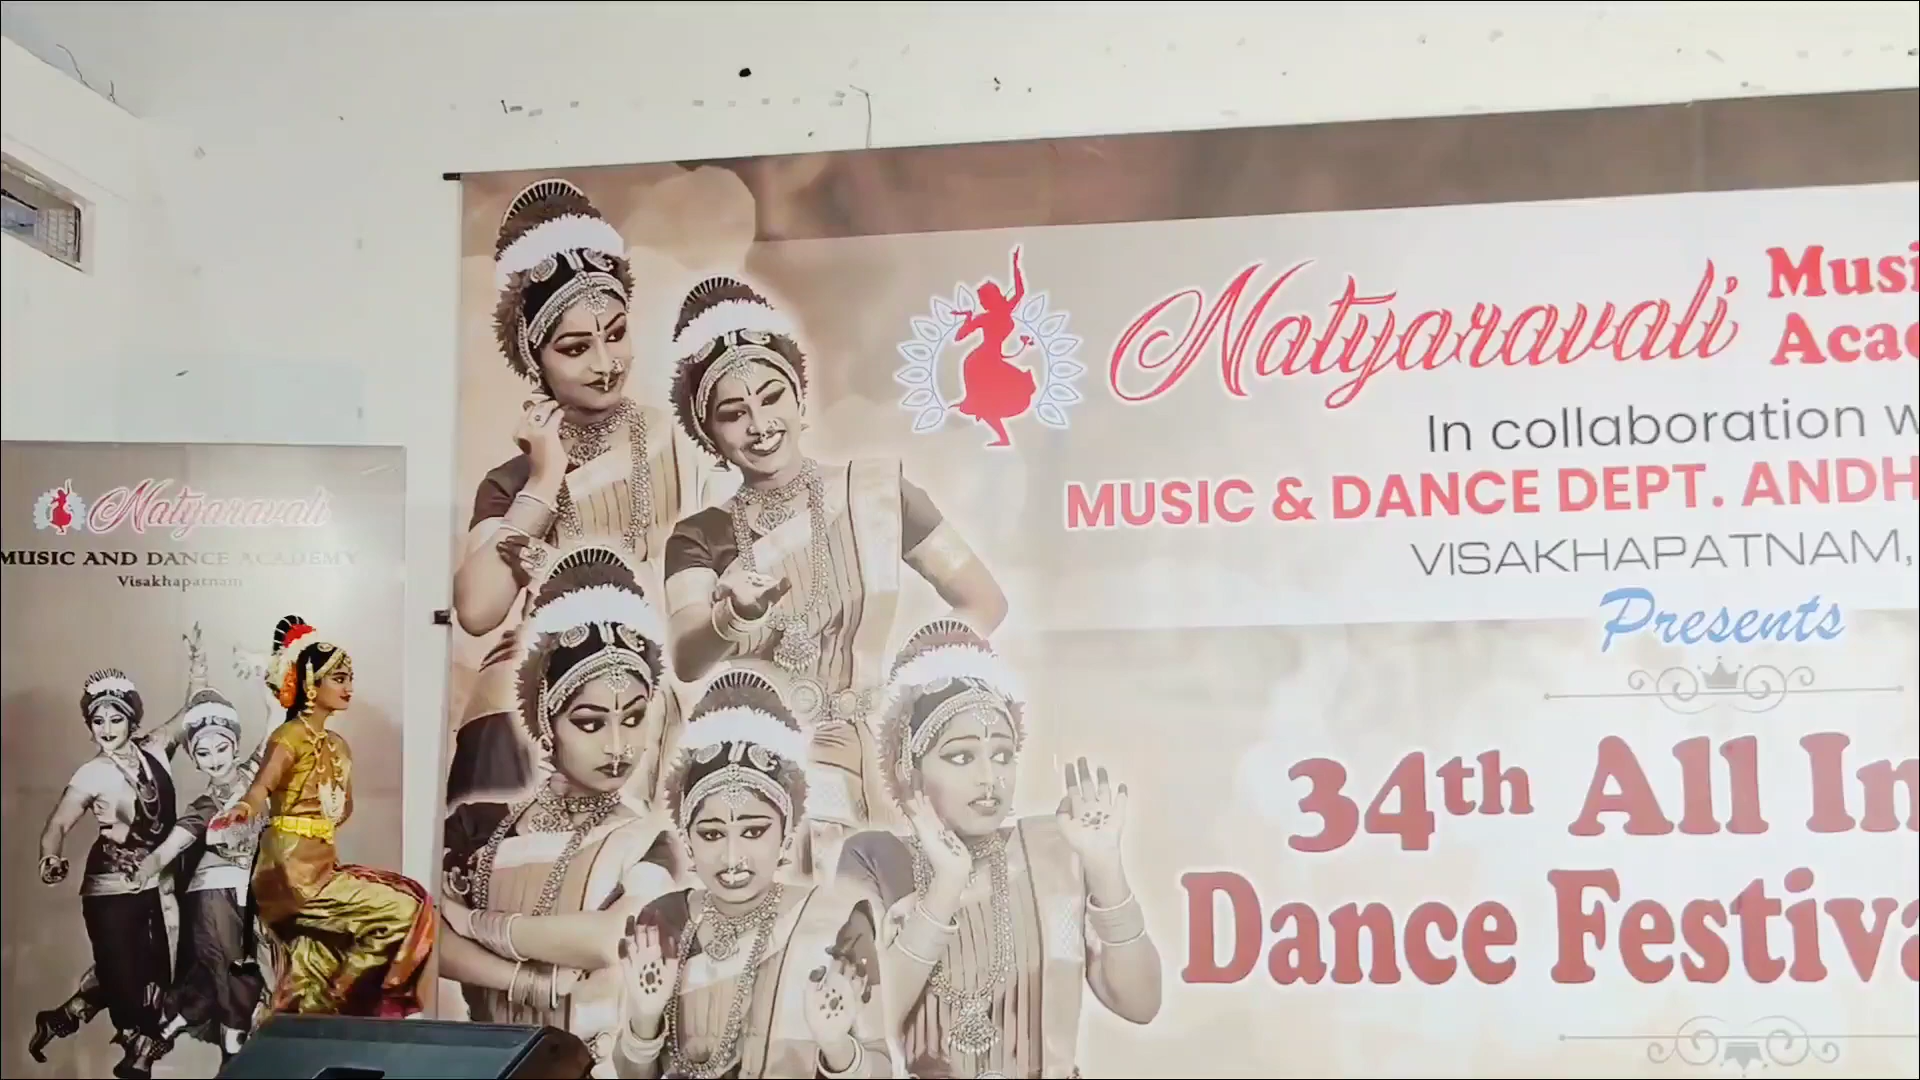 Natyaravali
MUSIC AND DANCE ACADEMY
Visakhapatnam
Natyaravali Musi
Aca
In collaboration w
MUSIC & DANCE DEPT. ANDH
VISAKHAPATNAM,
Presents
34th All In
Dance Festiva